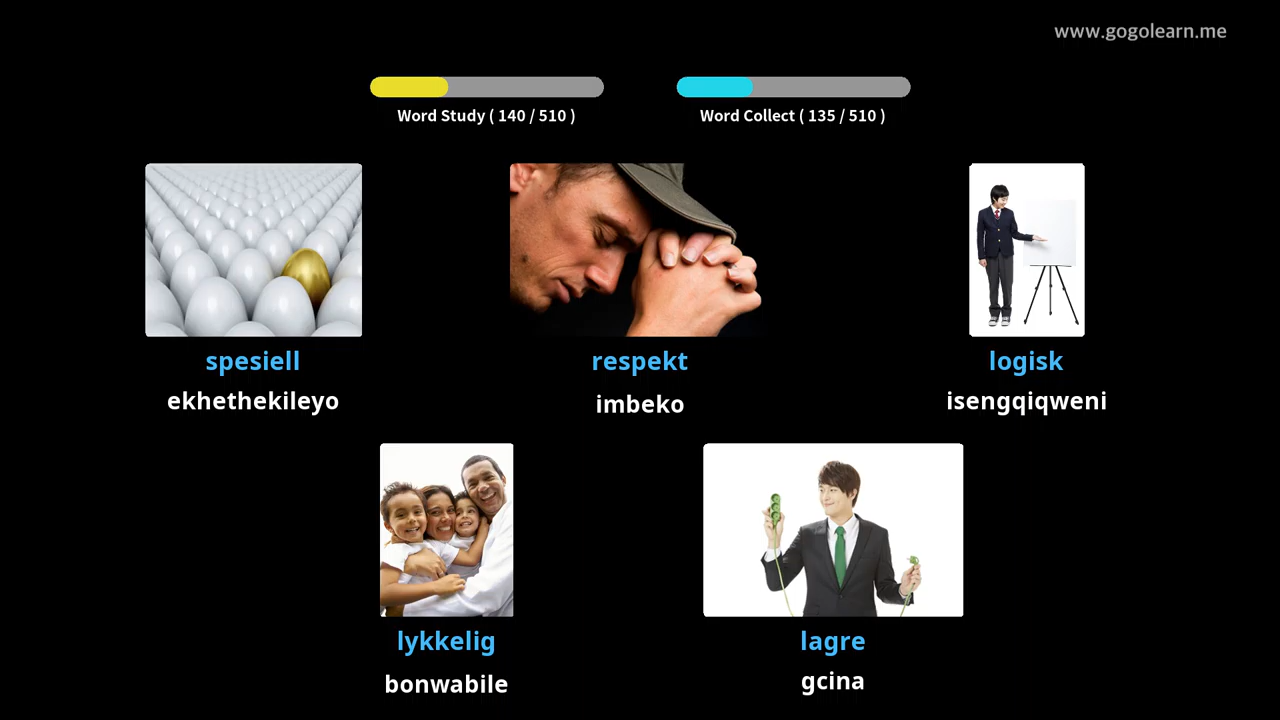 www.gogolearn.me
Word Study ( 140 / 510 )
Word Collect ( 135 / 510 )
spesiell
ekhethekileyo
respekt
imbeko
logisk
isengqiqweni
lykkelig
bonwabile
lagre
gcina